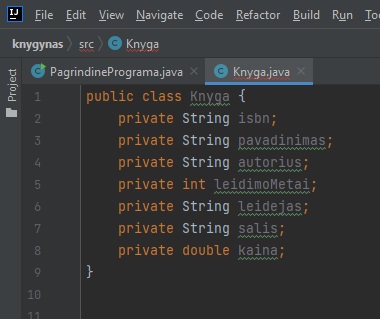 IJ File Edit View Navigate Code Refactor Build Run Too
knygynas src C Knyga
C PagrindinePrograma.java C Knyga.java
Project
1 public class Knyga {
2 private String isbn;
3 private String pavadinimas;
4 private String autorius;
5 private int leidimoMetai;
6 private String leidejas;
7 private String salis;
8 private double kaina;
9 }
10
11